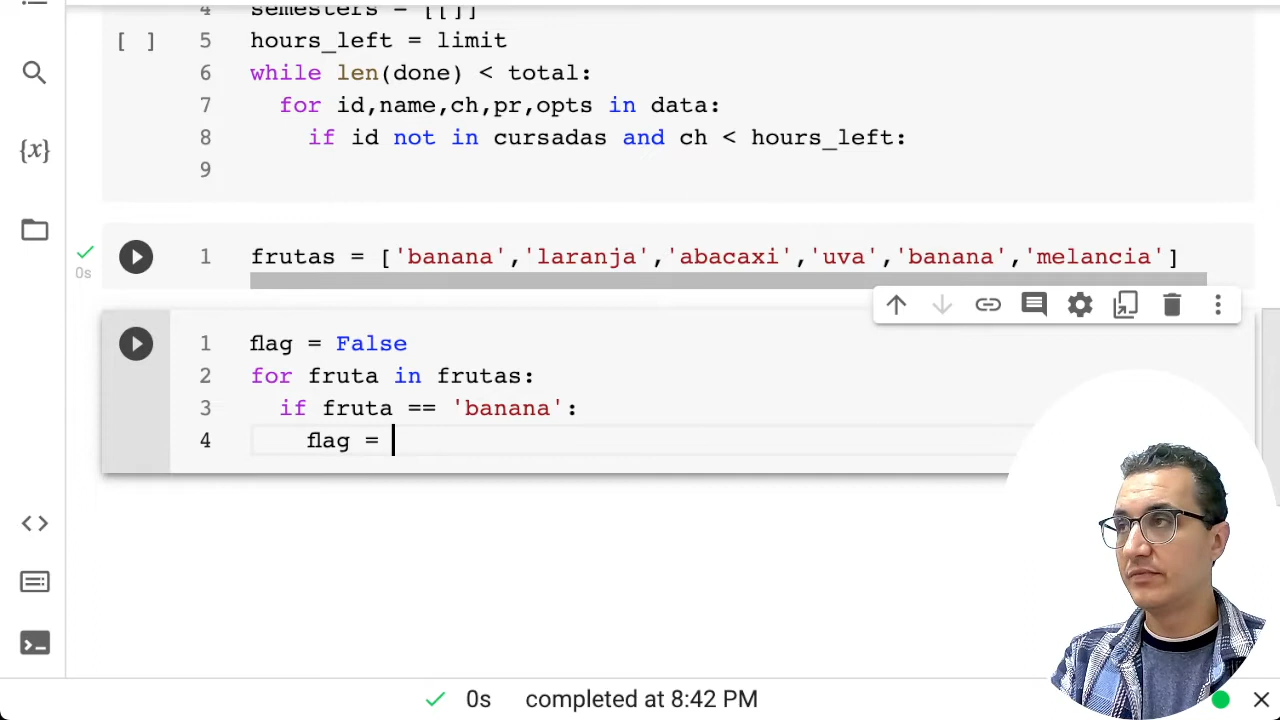 4 semesters = [[]]
[ ] 5 hours_left = limit
6 while len(done) < total:
{x} 7 for id,name,ch,pr,opts in data:
8 if id not in cursadas and ch < hours_left:
9
0s 1 frutas = ['banana','laranja','abacaxi','uva','banana','melancia']
1 flag = False
2 for fruta in frutas:
3 if fruta == 'banana':
4 flag =
0s completed at 8:42 PM